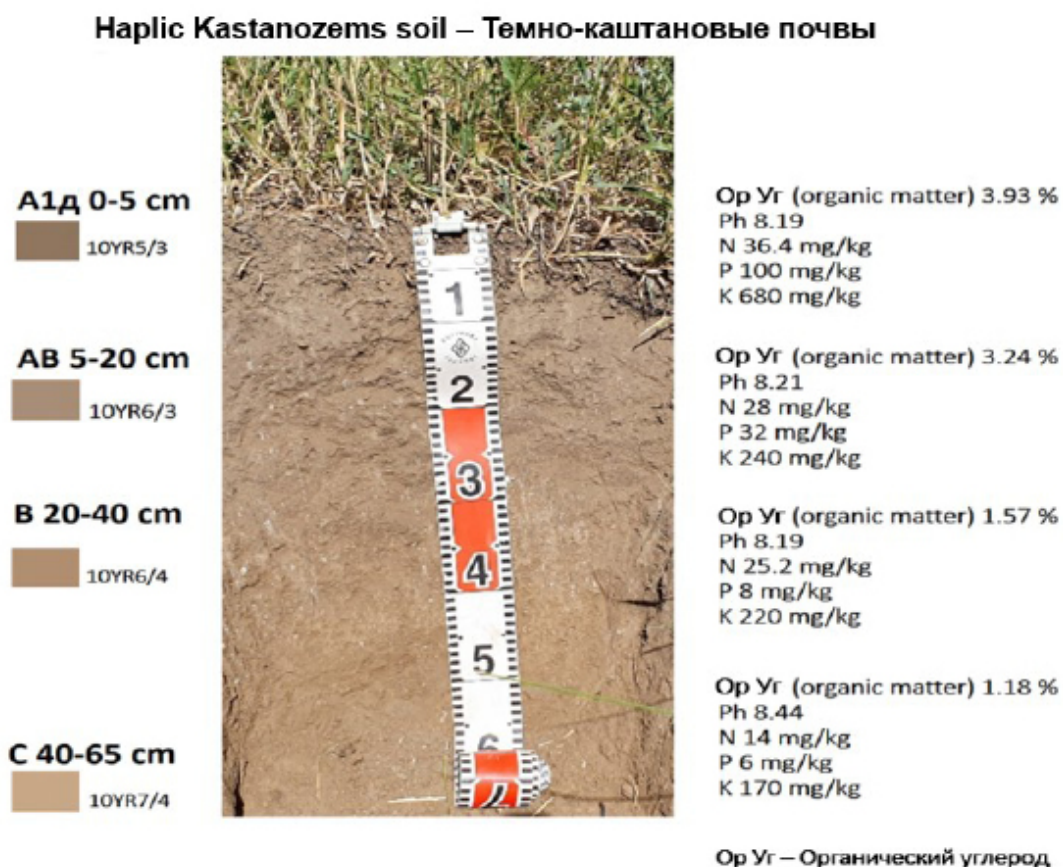 Haplic Kastanozems soil – Темно-каштановые почвы
А1д 0-5 cm
10YR5/3
Ор Уг (organic matter) 3.93 %
Ph 8.19
N 36.4 mg/kg
P 100 mg/kg
K 680 mg/kg
АВ 5-20 cm
10YR6/3
Ор Уг (organic matter) 3.24 %
Ph 8.21
N 28 mg/kg
P 32 mg/kg
K 240 mg/kg
В 20-40 cm
10YR6/4
Ор Уг (organic matter) 1.57 %
Ph 8.19
N 25.2 mg/kg
P 8 mg/kg
K 220 mg/kg
С 40-65 cm
10YR7/4
Ор Уг (organic matter) 1.18 %
Ph 8.44
N 14 mg/kg
P 6 mg/kg
K 170 mg/kg
1
2
3
4
5
6
7
Ор Уг – Органический углерод